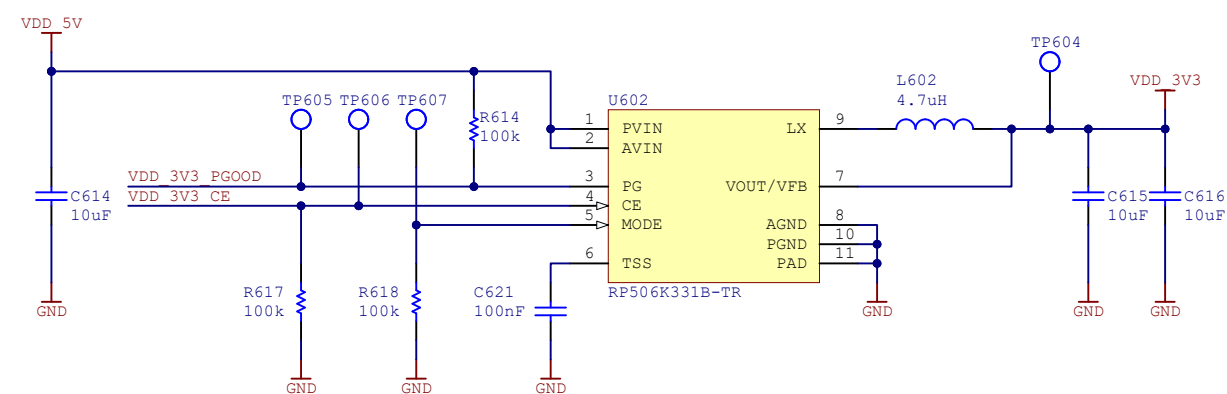 VDD_5V
TP604
L602
4.7uH
VDD_3V3
TP605 TP606 TP607
R614
100k
U602
1 PVIN LX 9
2 AVIN
VDD_3V3_PGOOD
3 PG VOUT/VFB 7
VDD_3V3_CE
4 CE
C614
10uF
C615
10uF
C616
10uF
5 MODE AGND 8
PGND 10
6 TSS PAD 11
R617
100k
R618
100k
C621
100nF
RP506K331B-TR
GND
GND
GND
GND
GND
GND
GND